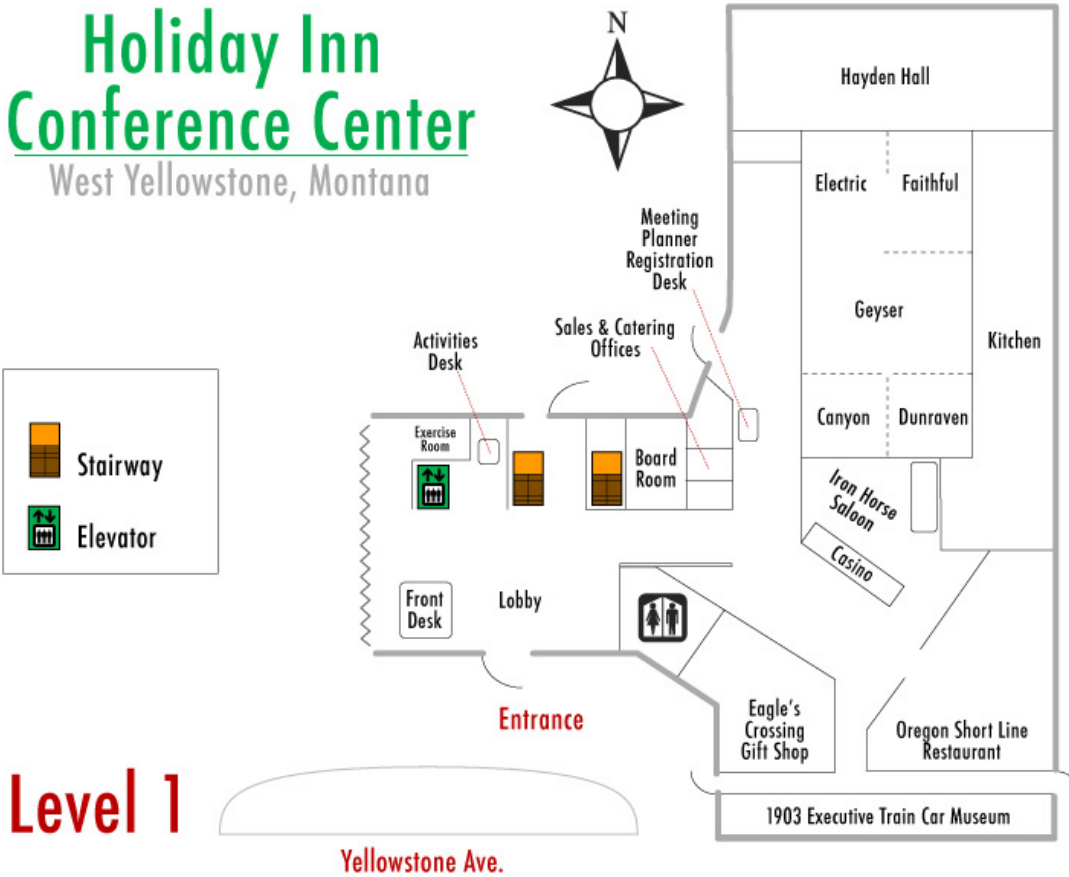 Holiday Inn
Conference Center
West Yellowstone, Montana
N
Hayden Hall
Electric
Faithful
Meeting
Planner
Registration
Desk
Geyser
Sales & Catering
Offices
Activities
Desk
Kitchen
Canyon
Dunraven
Exercise
Room
Board
Room
Stairway
Elevator
Iron Horse
Saloon
Casino
Front
Desk
Lobby
Entrance
Eagle's
Crossing
Gift Shop
Oregon Short Line
Restaurant
Level 1
1903 Executive Train Car Museum
Yellowstone Ave.